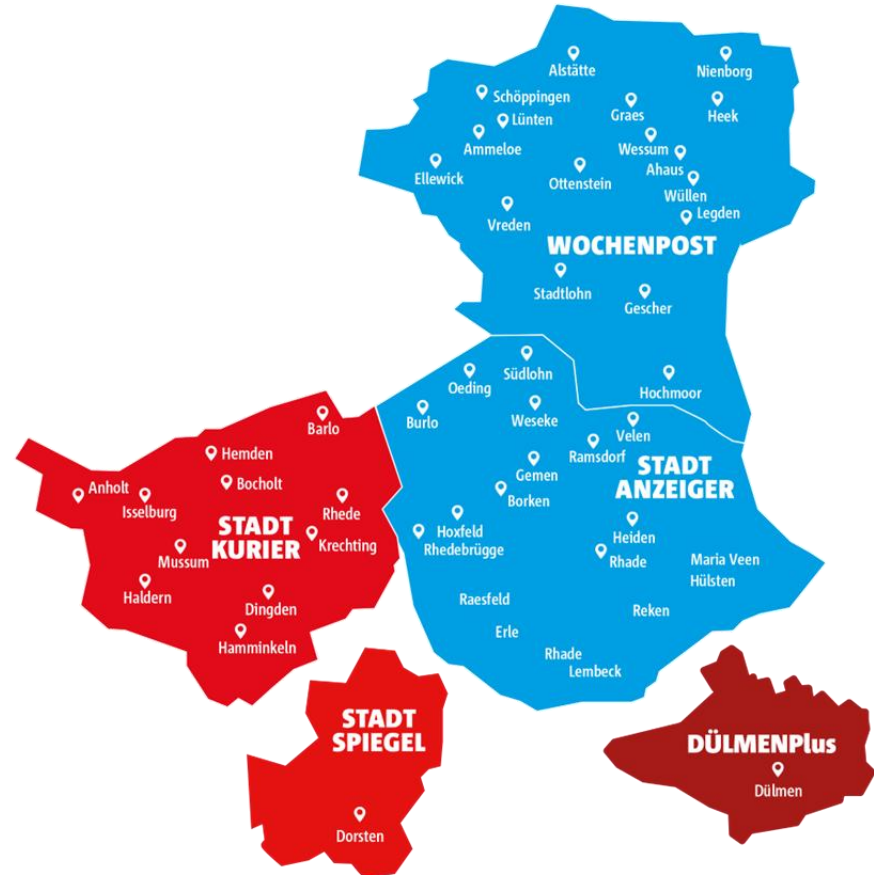 Alstätte
Nienborg
Schöppingen
Graes
Heek
Lünten
Ammeloe
Wessum
Ellewick
Ottenstein
Ahaus
Wüllen
Vreden
Legden
WOCHENPOST
Stadtlohn
Gescher
Hochmoor
Südlohn
Oeding
Burlo
Weseke
Velen
Ramsdorf
Gemen
STADT
ANZEIGER
Borken
Hoxfeld
Rhedebrügge
Heiden
Rhade
Maria Veen
Hülsten
Raesfeld
Reken
Erle
Rhade
Lembeck
Barlo
Hemden
Anholt
Bocholt
Isselburg
Rhede
STADT
KURIER
Krechting
Mussum
Haldern
Dingden
Hamminkeln
STADT
SPIEGEL
Dorsten
DÜLMENPlus
Dülmen